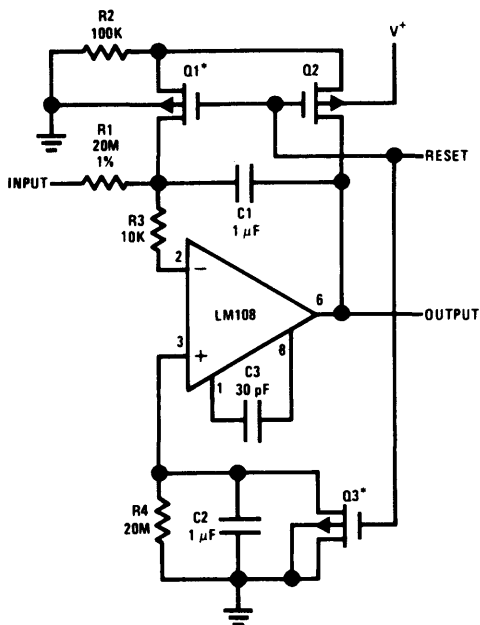 R2
100K
V+
Q1*
Q2
R1
20M
1%
RESET
INPUT
C1
1 μF
R3
10K
2
−
LM108
6
OUTPUT
3
+
8
1
C3
30 pF
Q3*
R4
20M
C2
1 μF